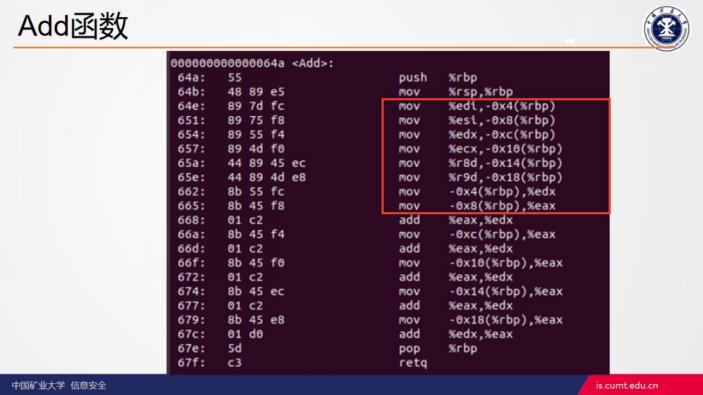 Add函数
000000000000064a <Add>:
64a: 55 push %rbp
64b: 48 89 e5 mov %rsp,%rbp
64e: 89 7d fc mov %edi,-0x4(%rbp)
651: 89 75 f8 mov %esi,-0x8(%rbp)
654: 89 55 f4 mov %edx,-0xc(%rbp)
657: 89 4d f0 mov %ecx,-0x10(%rbp)
65a: 44 89 45 ec mov %r8d,-0x14(%rbp)
65e: 44 89 4d e8 mov %r9d,-0x18(%rbp)
662: 8b 55 fc mov -0x4(%rbp),%edx
665: 8b 45 f8 mov -0x8(%rbp),%eax
668: 01 c2 add %eax,%edx
66a: 8b 45 f4 mov -0xc(%rbp),%eax
66d: 01 c2 add %eax,%edx
66f: 8b 45 f0 mov -0x10(%rbp),%eax
672: 01 c2 add %eax,%edx
674: 8b 45 ec mov -0x14(%rbp),%eax
677: 01 c2 add %eax,%edx
679: 8b 45 e8 mov -0x18(%rbp),%eax
67c: 01 d0 add %edx,%eax
67e: 5d pop %rbp
67f: c3 retq
中国矿业大学 信息安全
is.cumt.edu.cn